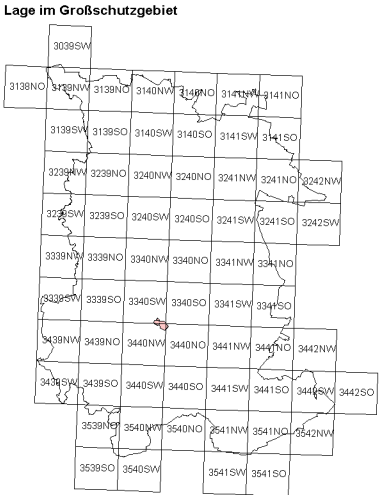 Lage im Großschutzgebiet
3039SW
3138NO 3139NW 3139NO 3140NW 3140NO 3141NW 3141NO
3139SW 3139SO 3140SW 3140SO 3141SW 3141SO
3239NW 3239NO 3240NW 3240NO 3241NW 3241NO 3242NW
3239SW 3239SO 3240SW 3240SO 3241SW 3241SO 3242SW
3339NW 3339NO 3340NW 3340NO 3341NW 3341NO
3339SW 3339SO 3340SW 3340SO 3341SW 3341SO
3439NW 3439NO 3440NW 3440NO 3441NW 3441NO 3442NW
3439SW 3439SO 3440SW 3440SO 3441SW 3441SO 3442SW 3442SO
3539NO 3540NW 3540NO 3541NW 3541NO 3542NW
3539SO 3540SW 3541SW 3541SO